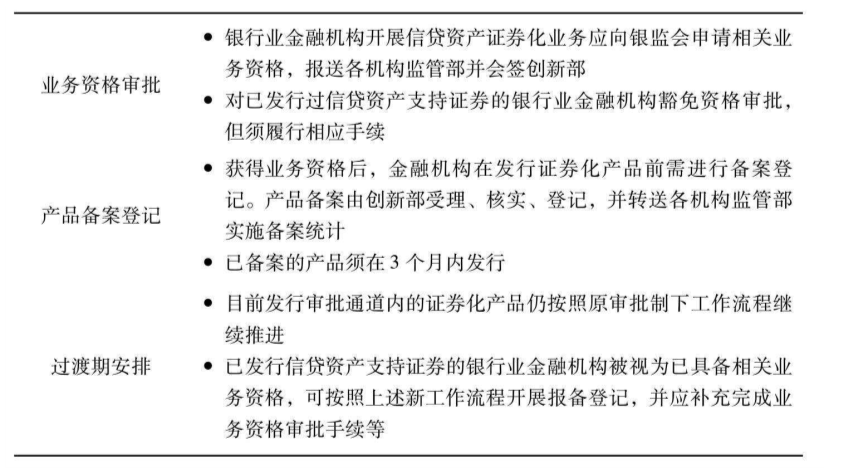 业务资格审批
● 银行业金融机构开展信贷资产证券化业务应向银监会申请相关业
务资格，报送各机构监管部并会签创新部
● 对已发行过信贷资产支持证券的银行业金融机构豁免资格审批，
但须履行相应手续
产品备案登记
● 获得业务资格后，金融机构在发行证券化产品前需进行备案登
记。产品备案由创新部受理、核实、登记，并转送各机构监管部
实施备案统计
● 已备案的产品须在 3 个月内发行
过渡期安排
● 目前发行审批通道内的证券化产品仍按照原审批制下工作流程继
续推进
● 已发行信贷资产支持证券的银行业金融机构被视为已具备相关业
务资格，可按照上述新工作流程开展报备登记，并应补充完成业
务资格审批手续等